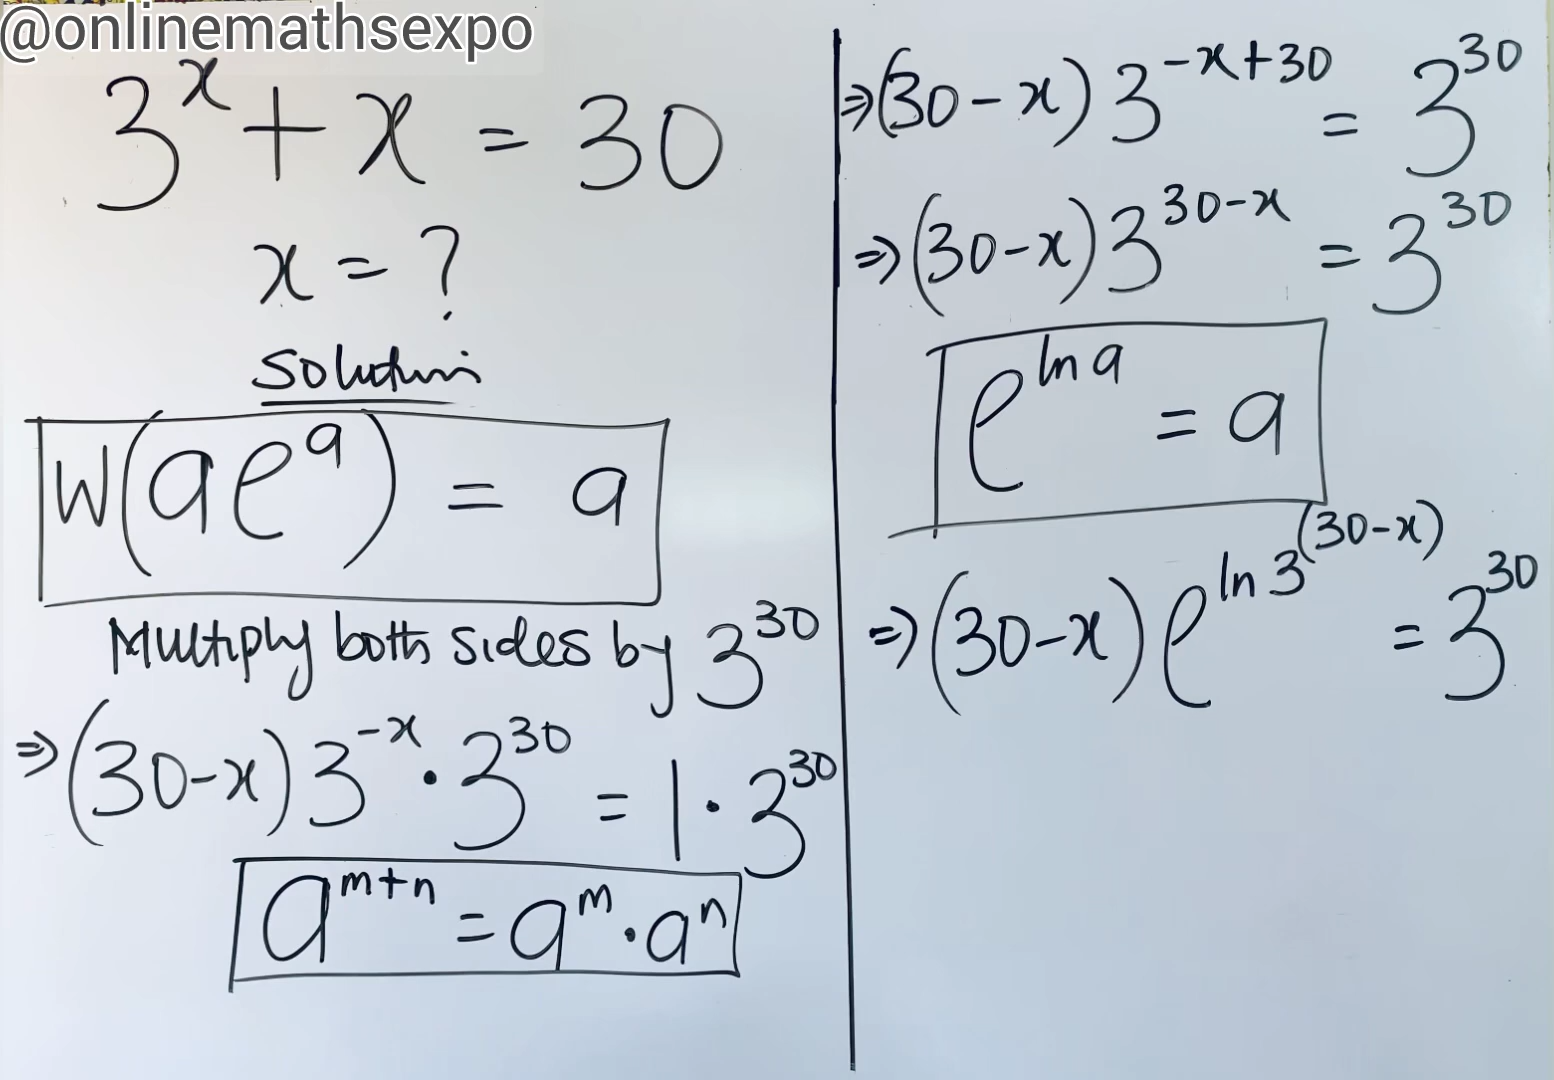 @onlinemathsexpo
3^x + x = 30
x = ?
Solution
W(ae^a) = a
Multiply both sides by 3^30
⇒ (30-x) 3^-x · 3^30 = 1 · 3^30
a^m+n = a^m · a^n
⇒ (30-x) 3^-x+30 = 3^30
⇒ (30-x) 3^30-x = 3^30
e^ln a = a
⇒ (30-x) e^ln 3^(30-x) = 3^30